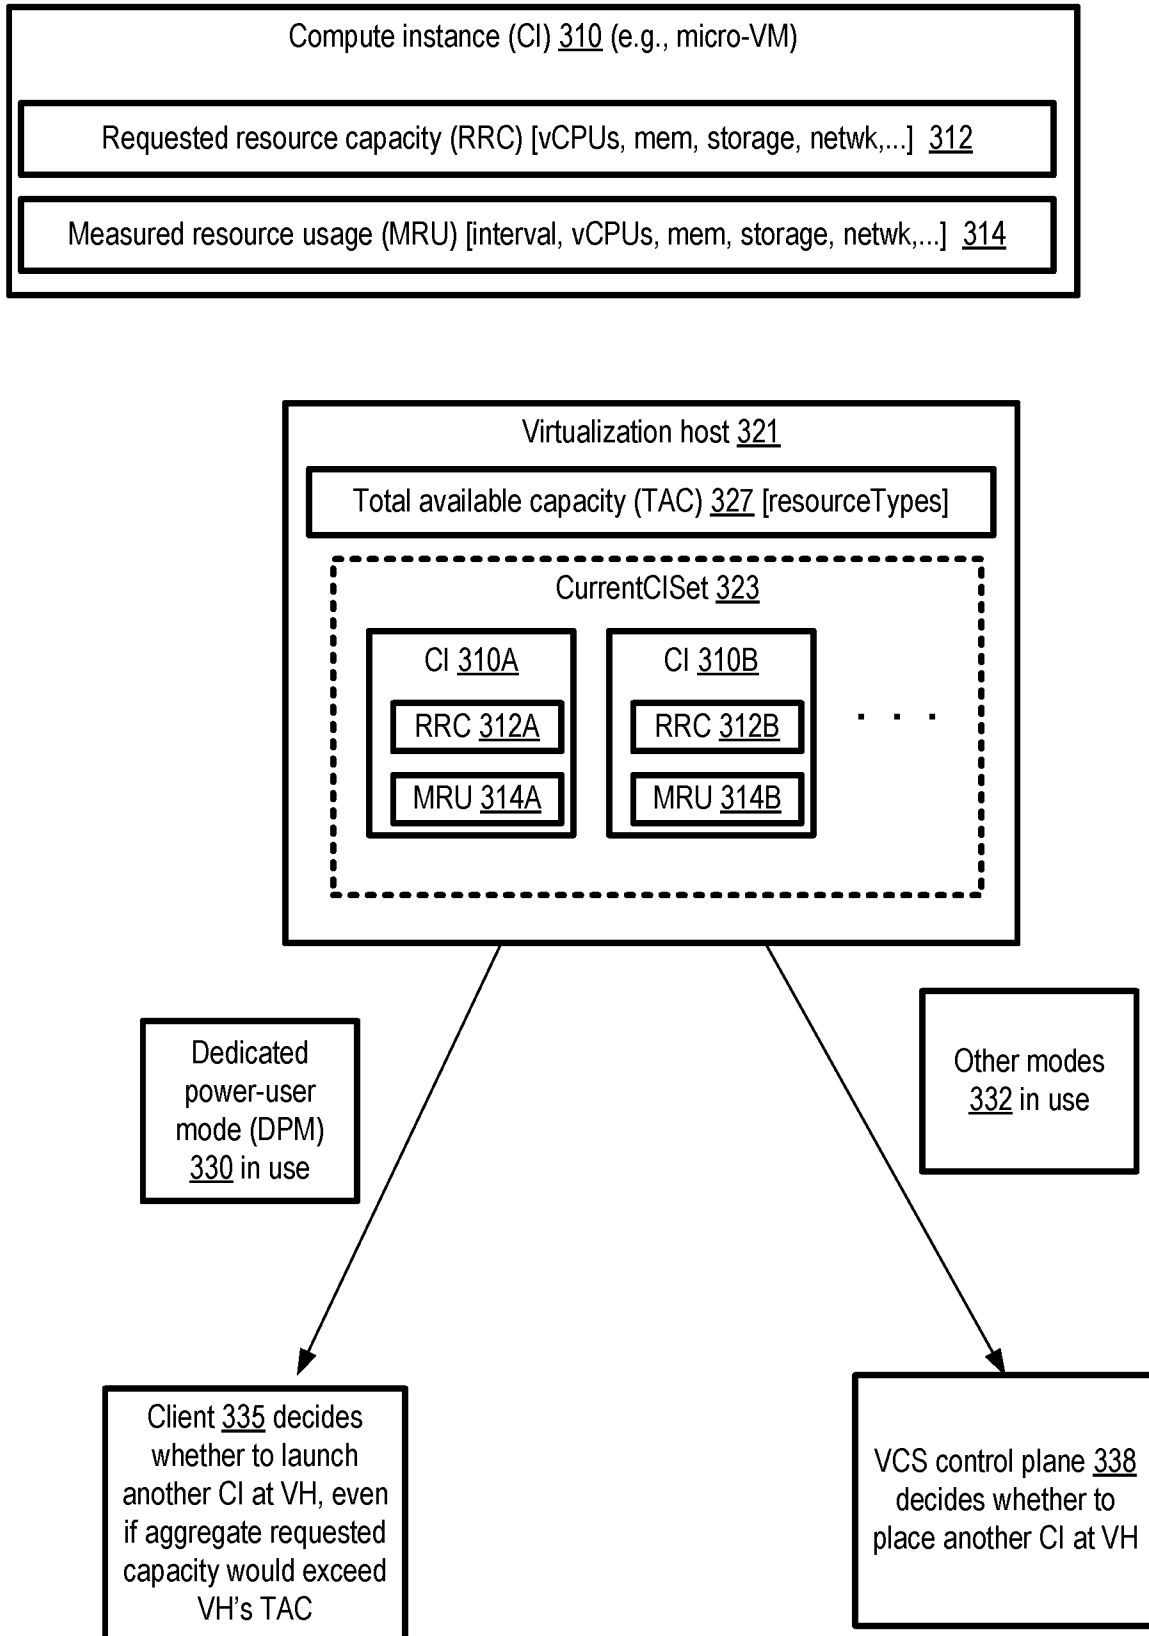 Compute instance (CI) 310 (e.g., micro-VM)
Requested resource capacity (RRC) [vCPUs, mem, storage, netwk,...] 312
Measured resource usage (MRU) [interval, vCPUs, mem, storage, netwk,...] 314
Virtualization host 321
Total available capacity (TAC) 327 [resourceTypes]
CurrentCISet 323
CI 310A
RRC 312A
MRU 314A
CI 310B
RRC 312B
MRU 314B
. . .
Dedicated
power-user
mode (DPM)
330 in use
Other modes
332 in use
Client 335 decides
whether to launch
another CI at VH, even
if aggregate requested
capacity would exceed
VH's TAC
VCS control plane 338
decides whether to
place another CI at VH